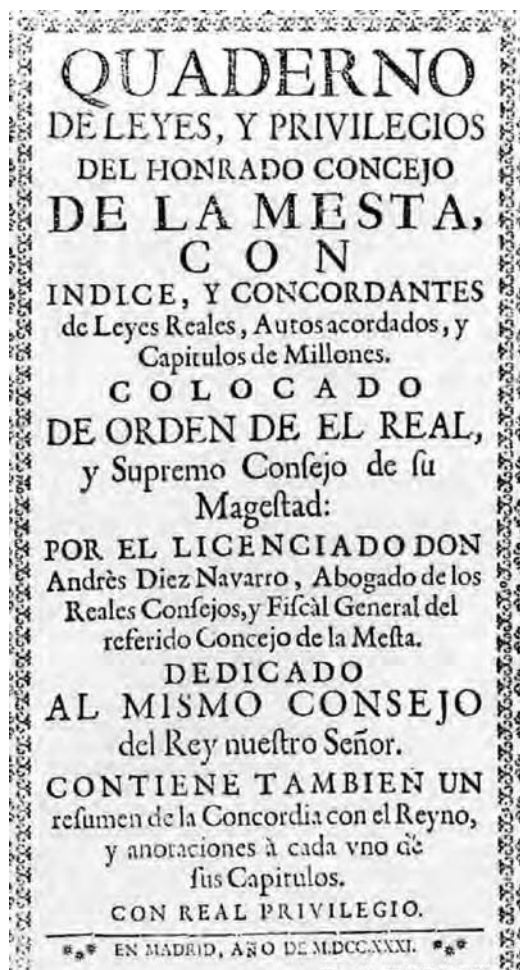 QUADERNO
DE LEYES, Y PRIVILEGIOS
DEL HONRADO CONCEJO
DE LA MESTA,
CON
INDICE, Y CONCORDANTES
de Leyes Reales, Autos acordados, y
Capitulos de Millones.
COLOCADO
DE ORDEN DE EL REAL,
y Supremo Conſejo de ſu
Mageſtad:
POR EL LICENCIADO DON
Andrès Diez Navarro, Abogado de los
Reales Conſejos, y Fiſcàl General del
referido Concejo de la Meſta.
DEDICADO
AL MISMO CONSEJO
del Rey nueſtro Señor.
CONTIENE TAMBIEN UN
reſumen de la Concordia con el Reyno,
y anotaciones à cada vno de
ſus Capitulos.
CON REAL PRIVILEGIO.
EN MADRID, AÑO DE M.DCC.XXXI.